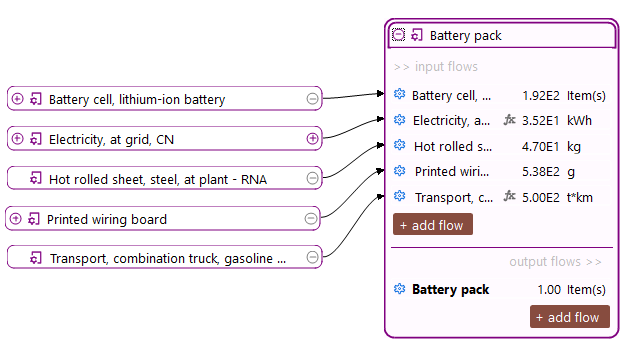 Battery pack
>> input flows
Battery cell, lithium-ion battery
Battery cell, ... 1.92E2 Item(s)
Electricity, at grid, CN
Electricity, a... fx 3.52E1 kWh
Hot rolled sheet, steel, at plant - RNA
Hot rolled s... 4.70E1 kg
Printed wiring board
Printed wiri... 5.38E2 g
Transport, combination truck, gasoline ...
Transport, c... fx 5.00E2 t*km
+ add flow
output flows >>
Battery pack 1.00 Item(s)
+ add flow